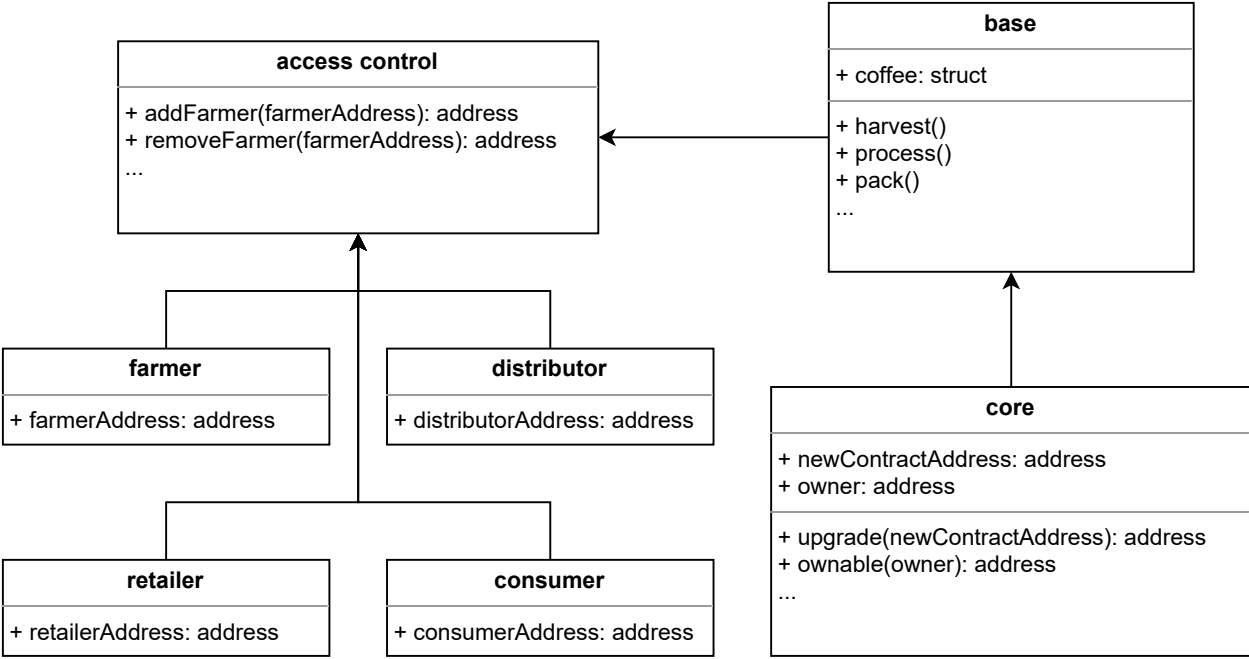 access control
+ addFarmer(farmerAddress): address
+ removeFarmer(farmerAddress): address
...
base
+ coffee: struct
+ harvest()
+ process()
+ pack()
...
farmer
+ farmerAddress: address
distributor
+ distributorAddress: address
retailer
+ retailerAddress: address
consumer
+ consumerAddress: address
core
+ newContractAddress: address
+ owner: address
+ upgrade(newContractAddress): address
+ ownable(owner): address
...